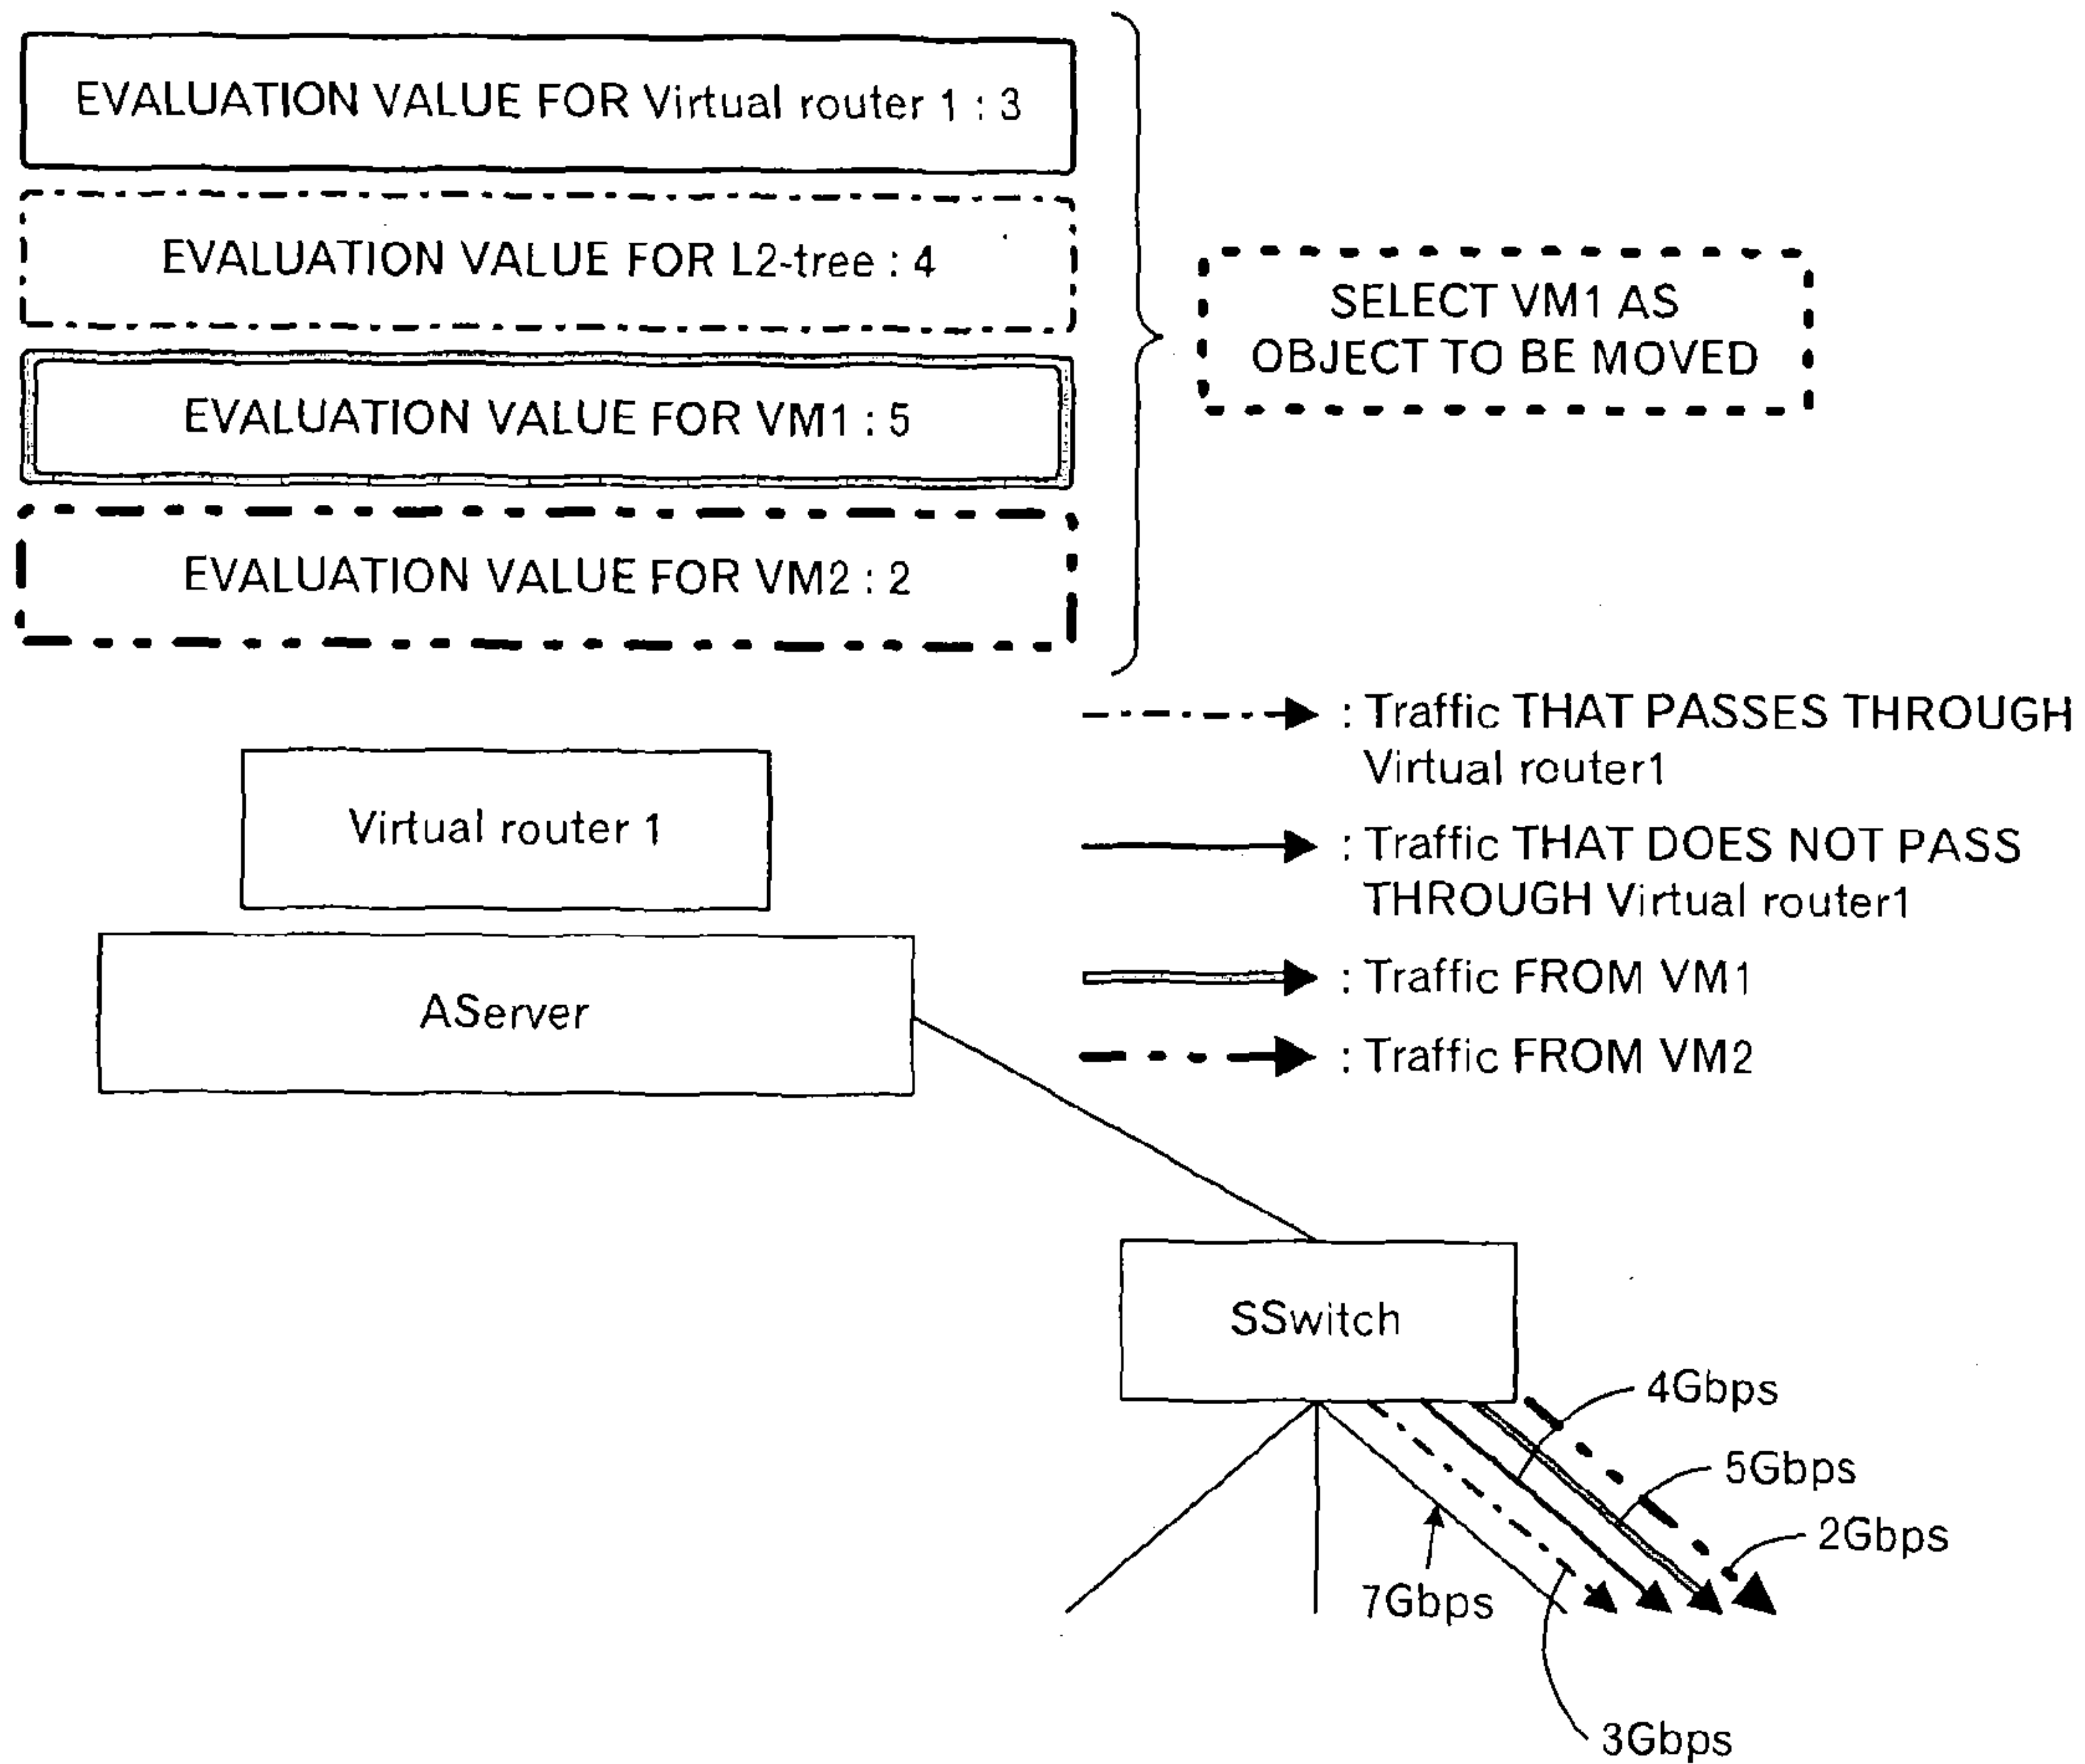 EVALUATION VALUE FOR Virtual router 1 : 3
EVALUATION VALUE FOR L2-tree : 4
EVALUATION VALUE FOR VM1 : 5
EVALUATION VALUE FOR VM2 : 2
SELECT VM1 AS
OBJECT TO BE MOVED
: Traffic THAT PASSES THROUGH
Virtual router1
: Traffic THAT DOES NOT PASS
THROUGH Virtual router1
: Traffic FROM VM1
: Traffic FROM VM2
Virtual router 1
AServer
SSwitch
4Gbps
5Gbps
2Gbps
7Gbps
3Gbps